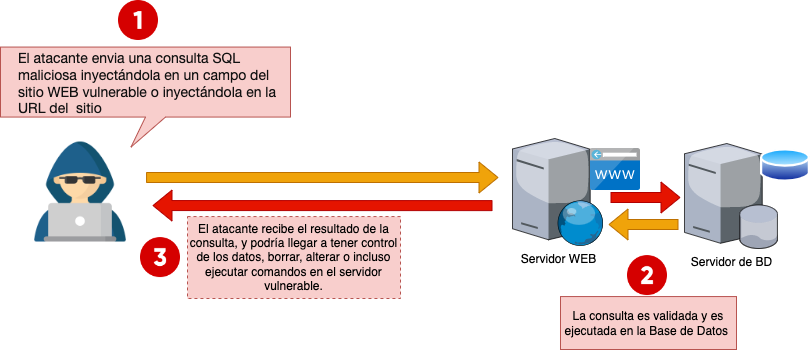 1
El atacante envia una consulta SQL
maliciosa inyectándola en un campo del
sitio WEB vulnerable o inyectándola en la
URL del sitio
WWW
Servidor WEB
Servidor de BD
2
La consulta es validada y es
ejecutada en la Base de Datos
3
El atacante recibe el resultado de la
consulta, y podría llegar a tener control
de los datos, borrar, alterar o incluso
ejecutar comandos en el servidor
vulnerable.